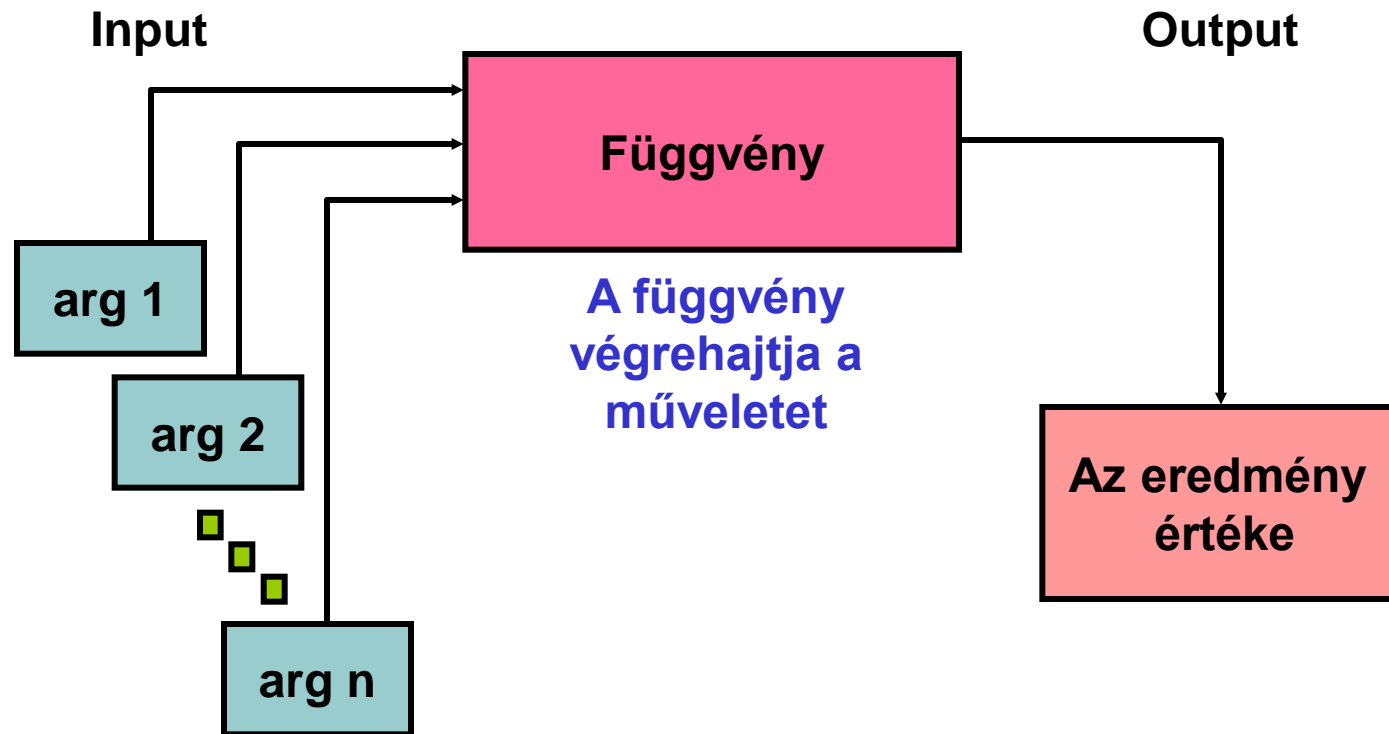 Input
Output
Függvény
arg 1
A függvény
végrehajtja a
műveletet
arg 2
Az eredmény
értéke
arg n